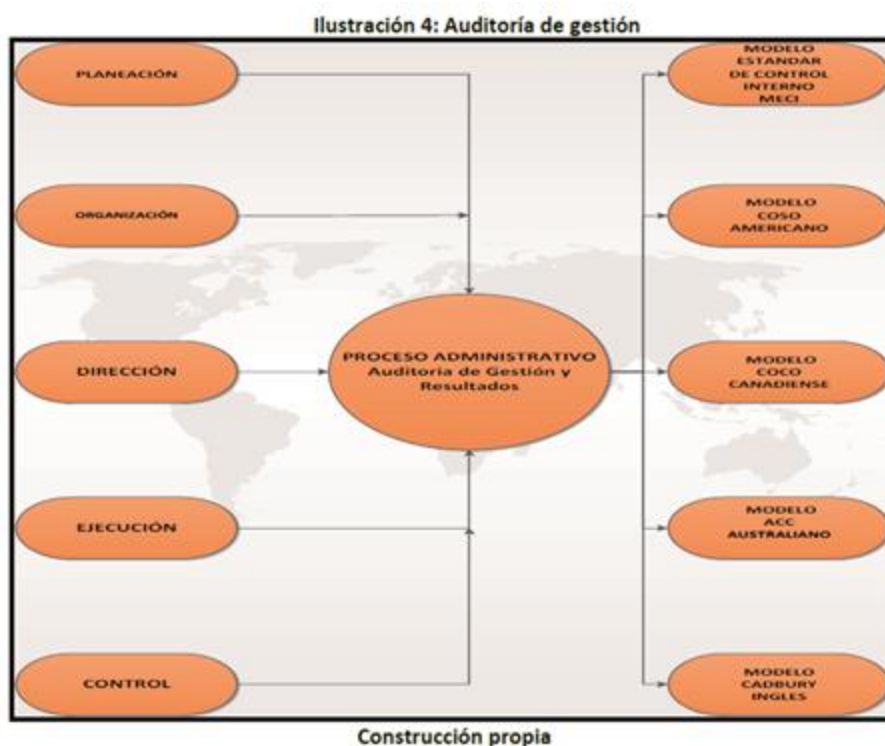 Ilustración 4: Auditoría de gestión
PLANEACIÓN
ORGANIZACIÓN
DIRECCIÓN
EJECUCIÓN
CONTROL
PROCESO ADMINISTRATIVO
Auditoria de Gestión y
Resultados
MODELO
ESTANDAR
DE CONTROL
INTERNO
MECI
MODELO
COSO
AMERICANO
MODELO
COCO
CANADIENSE
MODELO
ACC
AUSTRALIANO
MODELO
CADBURY
INGLES
Construcción propia